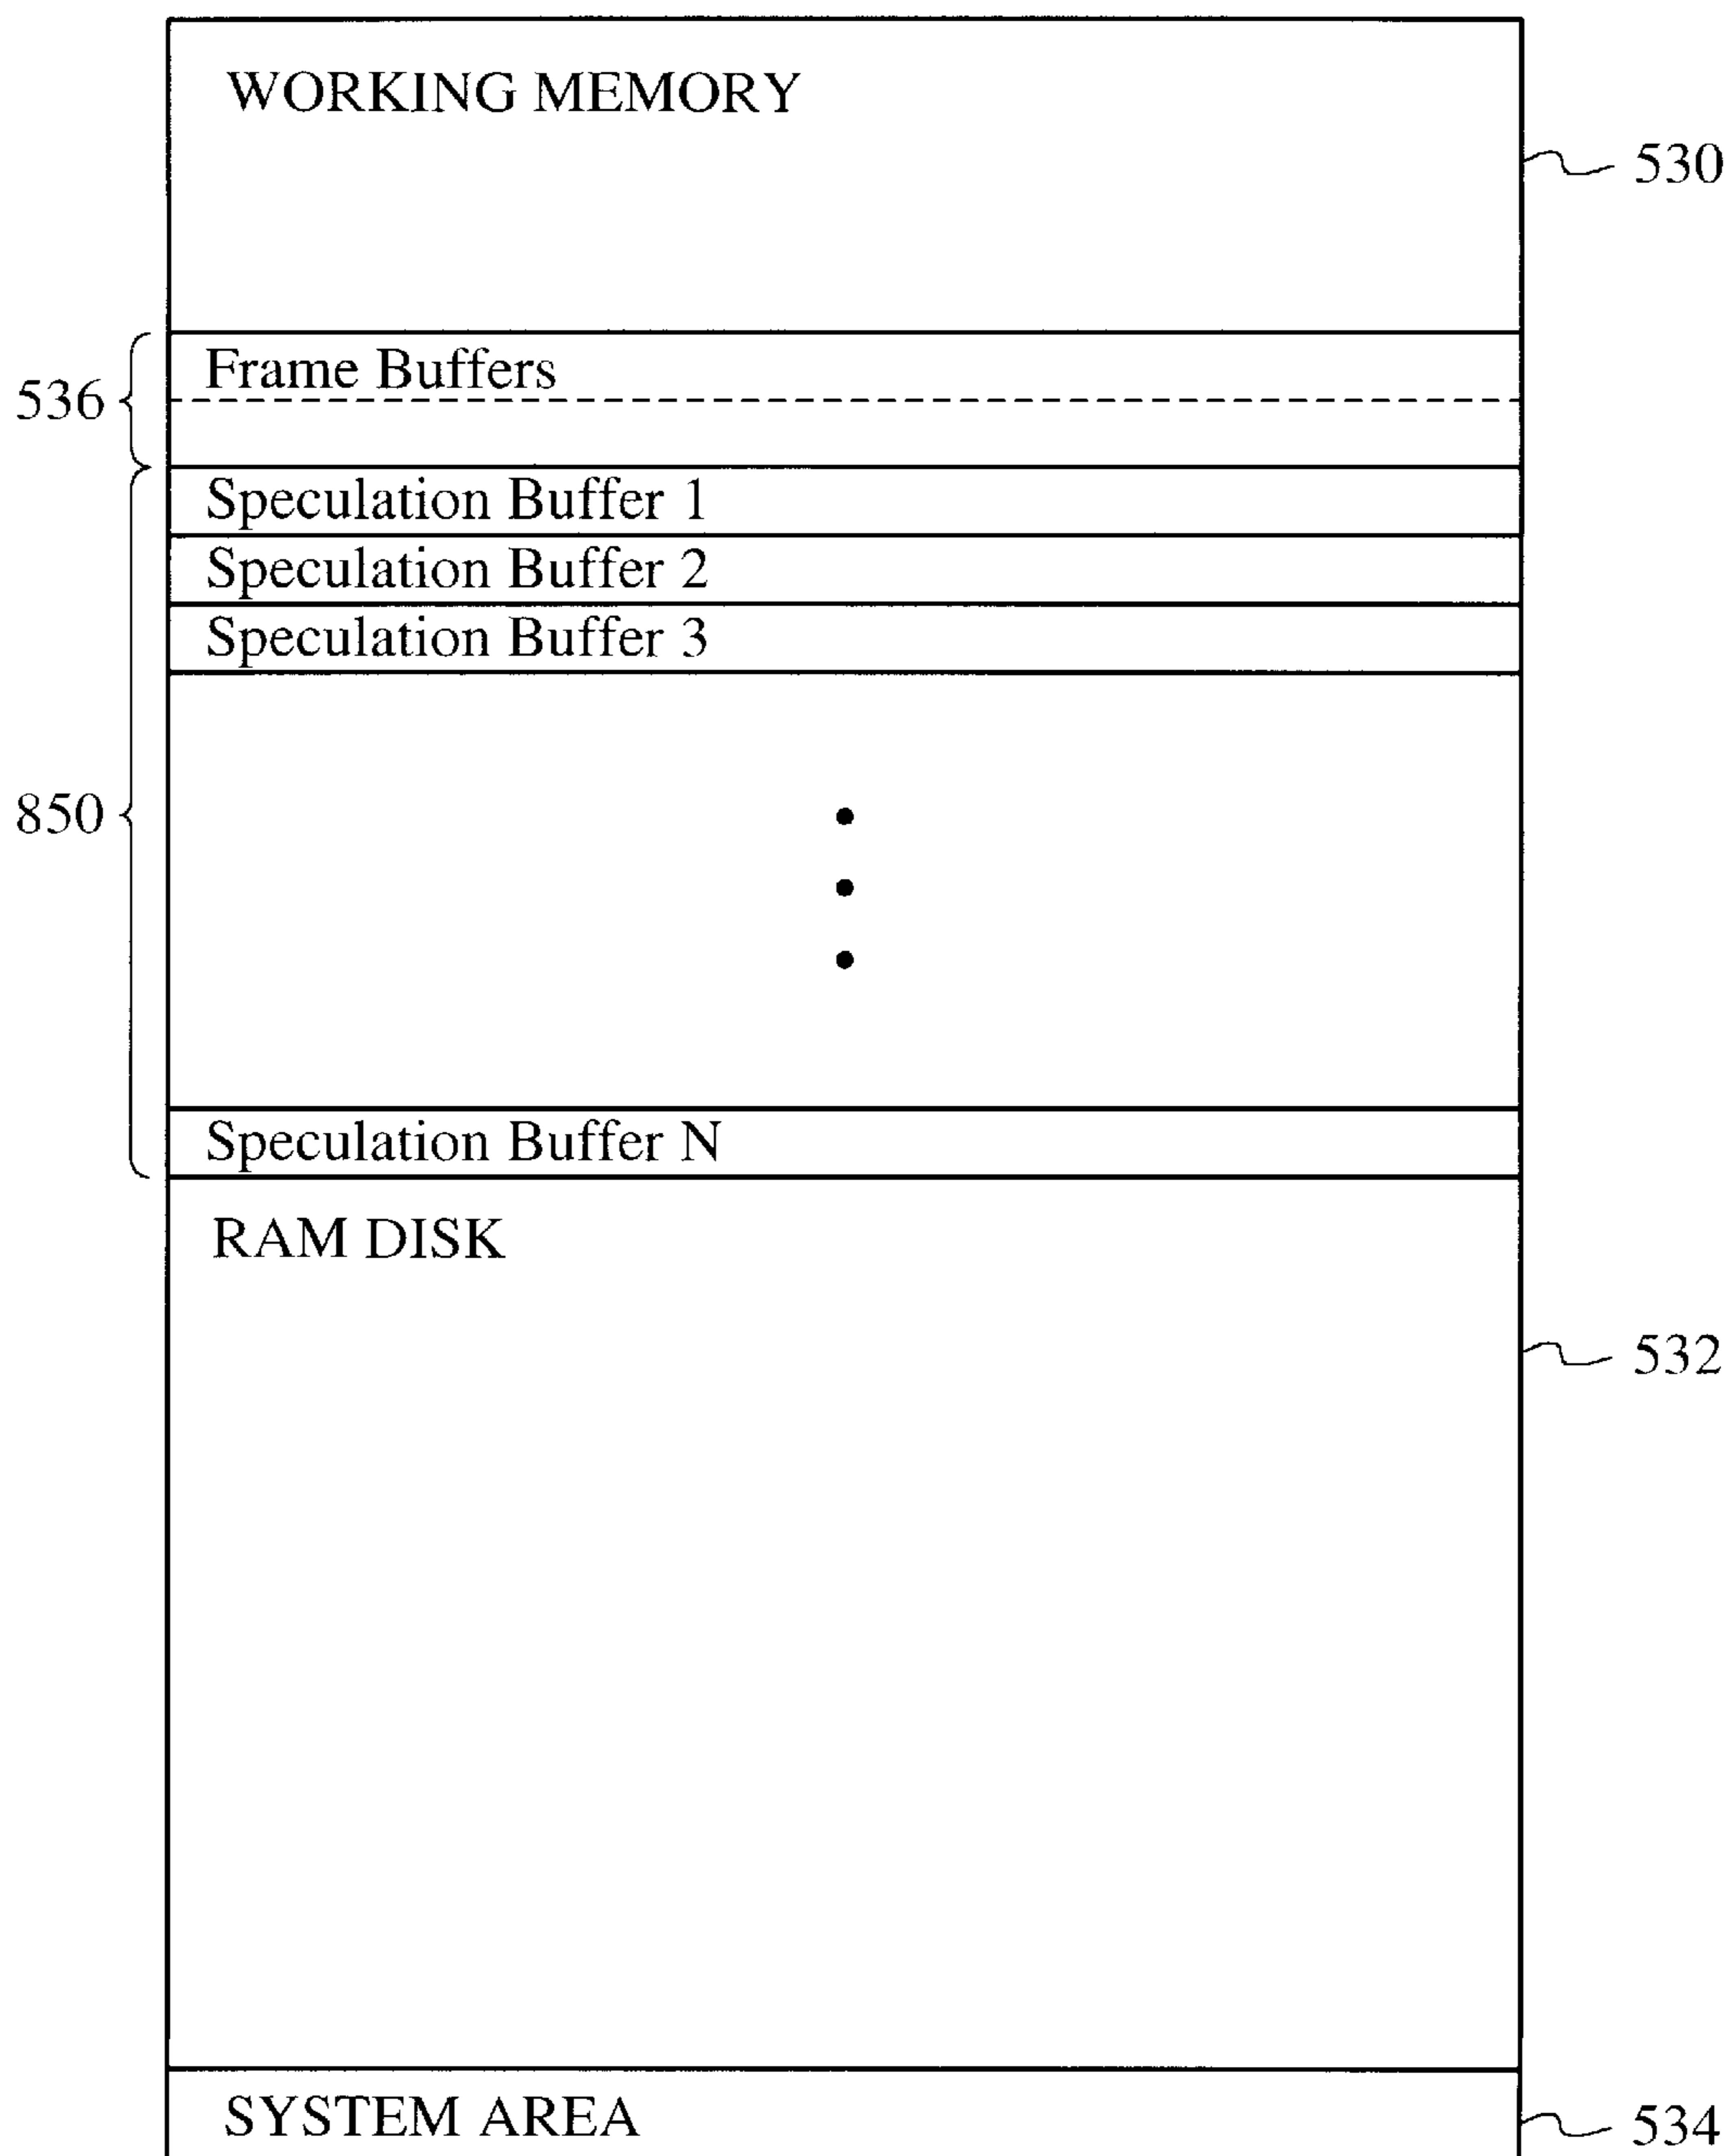 WORKING MEMORY
530
Frame Buffers
536
Speculation Buffer 1
Speculation Buffer 2
Speculation Buffer 3
850
Speculation Buffer N
RAM DISK
532
SYSTEM AREA
534